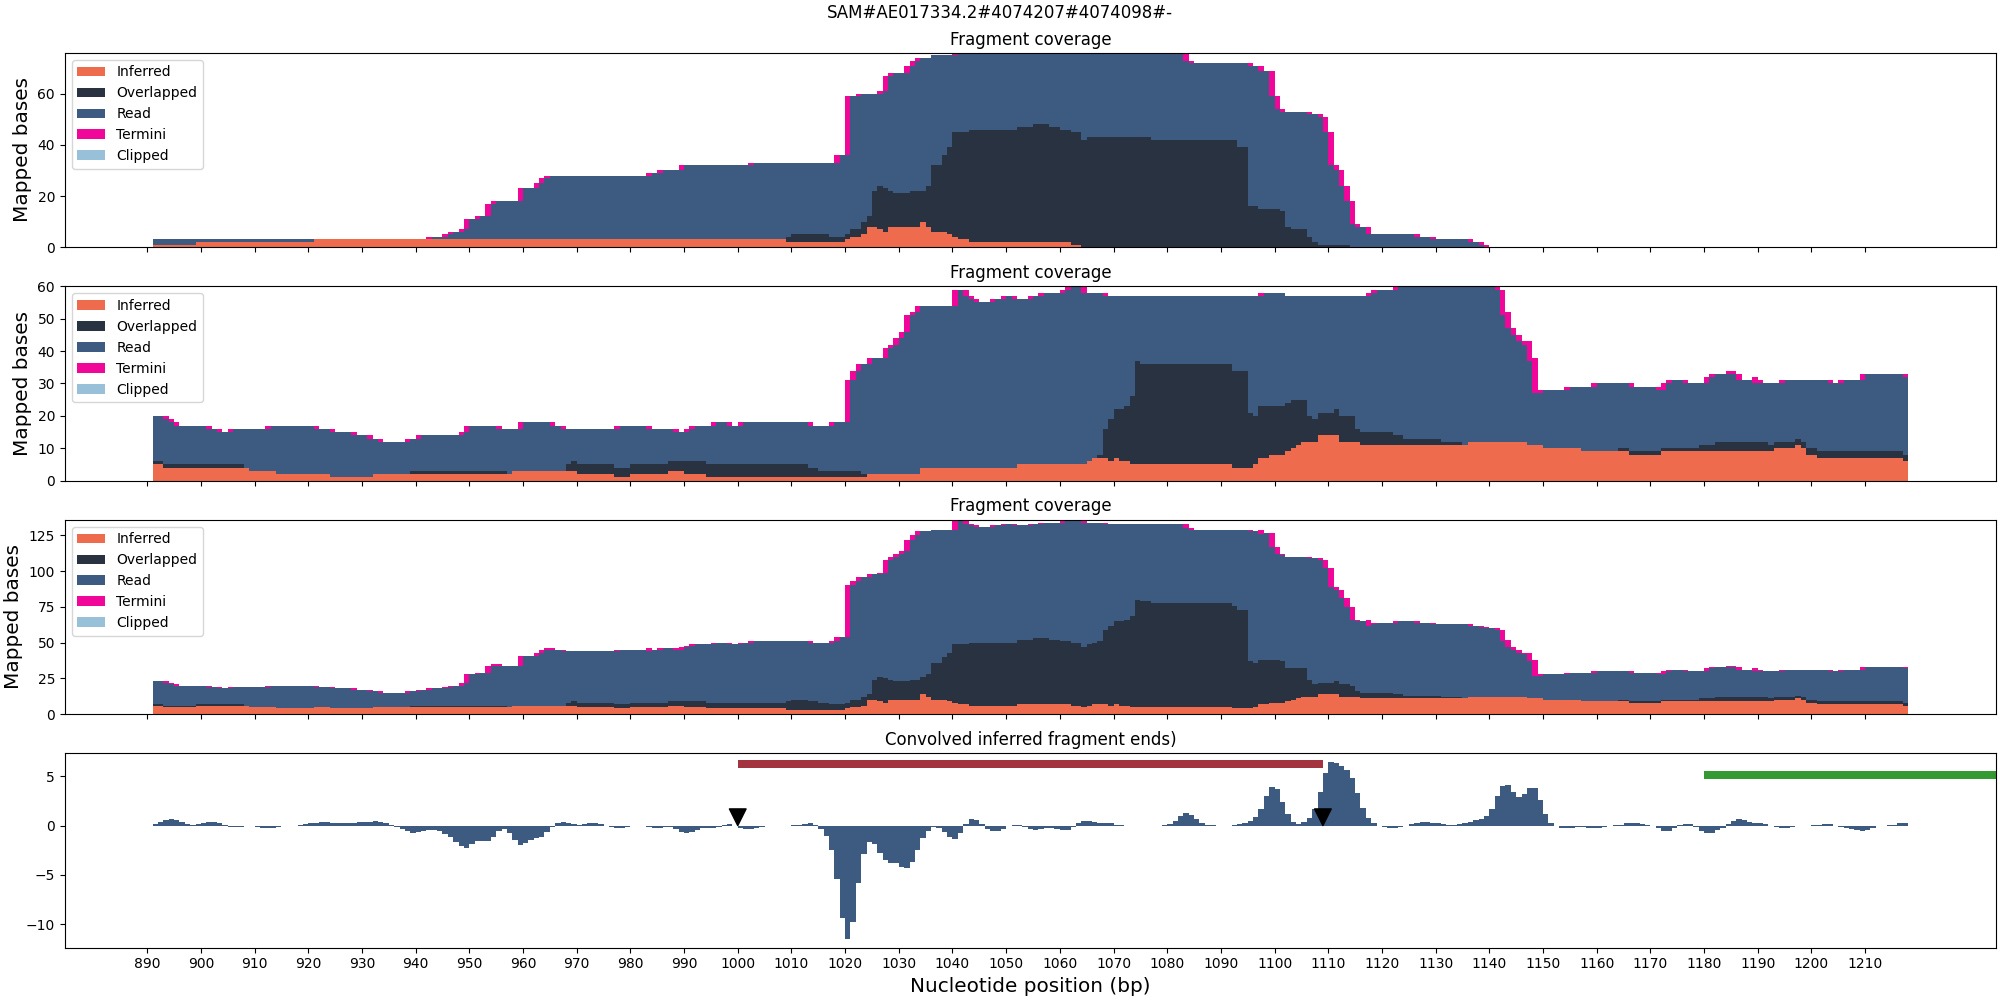 SAM#AE017334.2#4074207#4074098#-
Fragment coverage
Mapped bases
60
40
20
0
Inferred
Overlapped
Read
Termini
Clipped
Fragment coverage
Mapped bases
60
50
40
30
20
10
0
Inferred
Overlapped
Read
Termini
Clipped
Fragment coverage
Mapped bases
125
100
75
50
25
0
Inferred
Overlapped
Read
Termini
Clipped
Convolved inferred fragment ends)
5
0
−5
−10
890 900 910 920 930 940 950 960 970 980 990 1000 1010 1020 1030 1040 1050 1060 1070 1080 1090 1100 1110 1120 1130 1140 1150 1160 1170 1180 1190 1200 1210
Nucleotide position (bp)